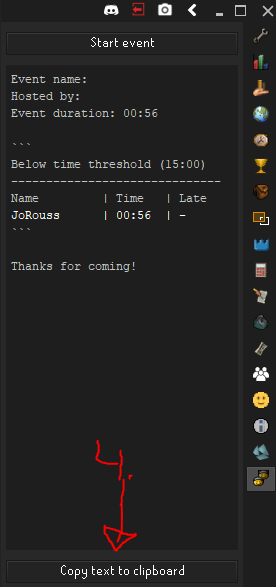 Start event
Event name:
Hosted by:
Event duration: 00:56
```
Below time threshold (15:00)
------------------------------
Name | Time | Late
JoRouss | 00:56 | -
```
Thanks for coming!
4.
Copy text to clipboard